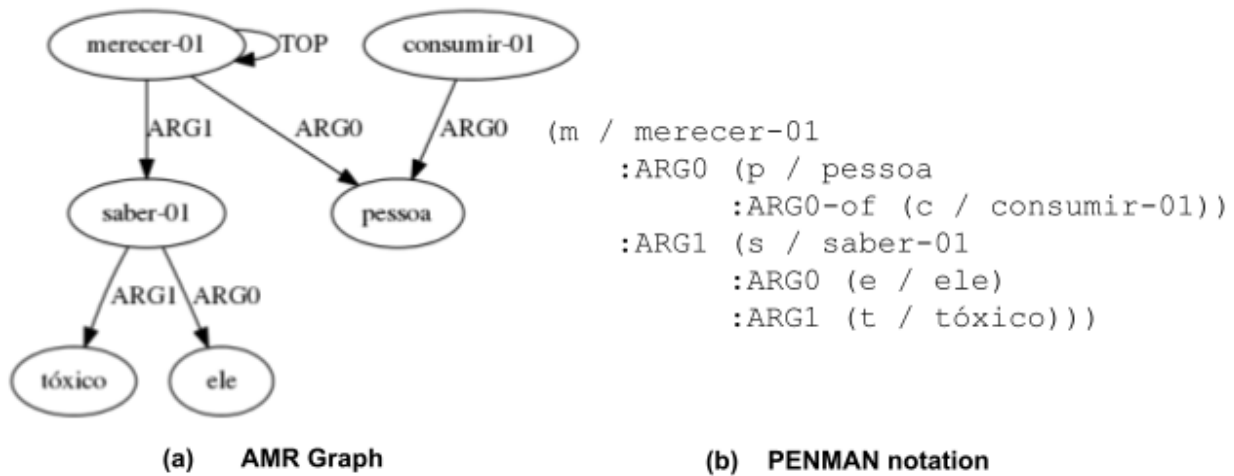 merecer-01 TOP consumir-01
ARG1 ARG0 ARG0
saber-01 pessoa
ARG1 ARG0
tóxico ele
(a) AMR Graph
(m / merecer-01
:ARG0 (p / pessoa
:ARG0-of (c / consumir-01))
:ARG1 (s / saber-01
:ARG0 (e / ele)
:ARG1 (t / tóxico)))
(b) PENMAN notation